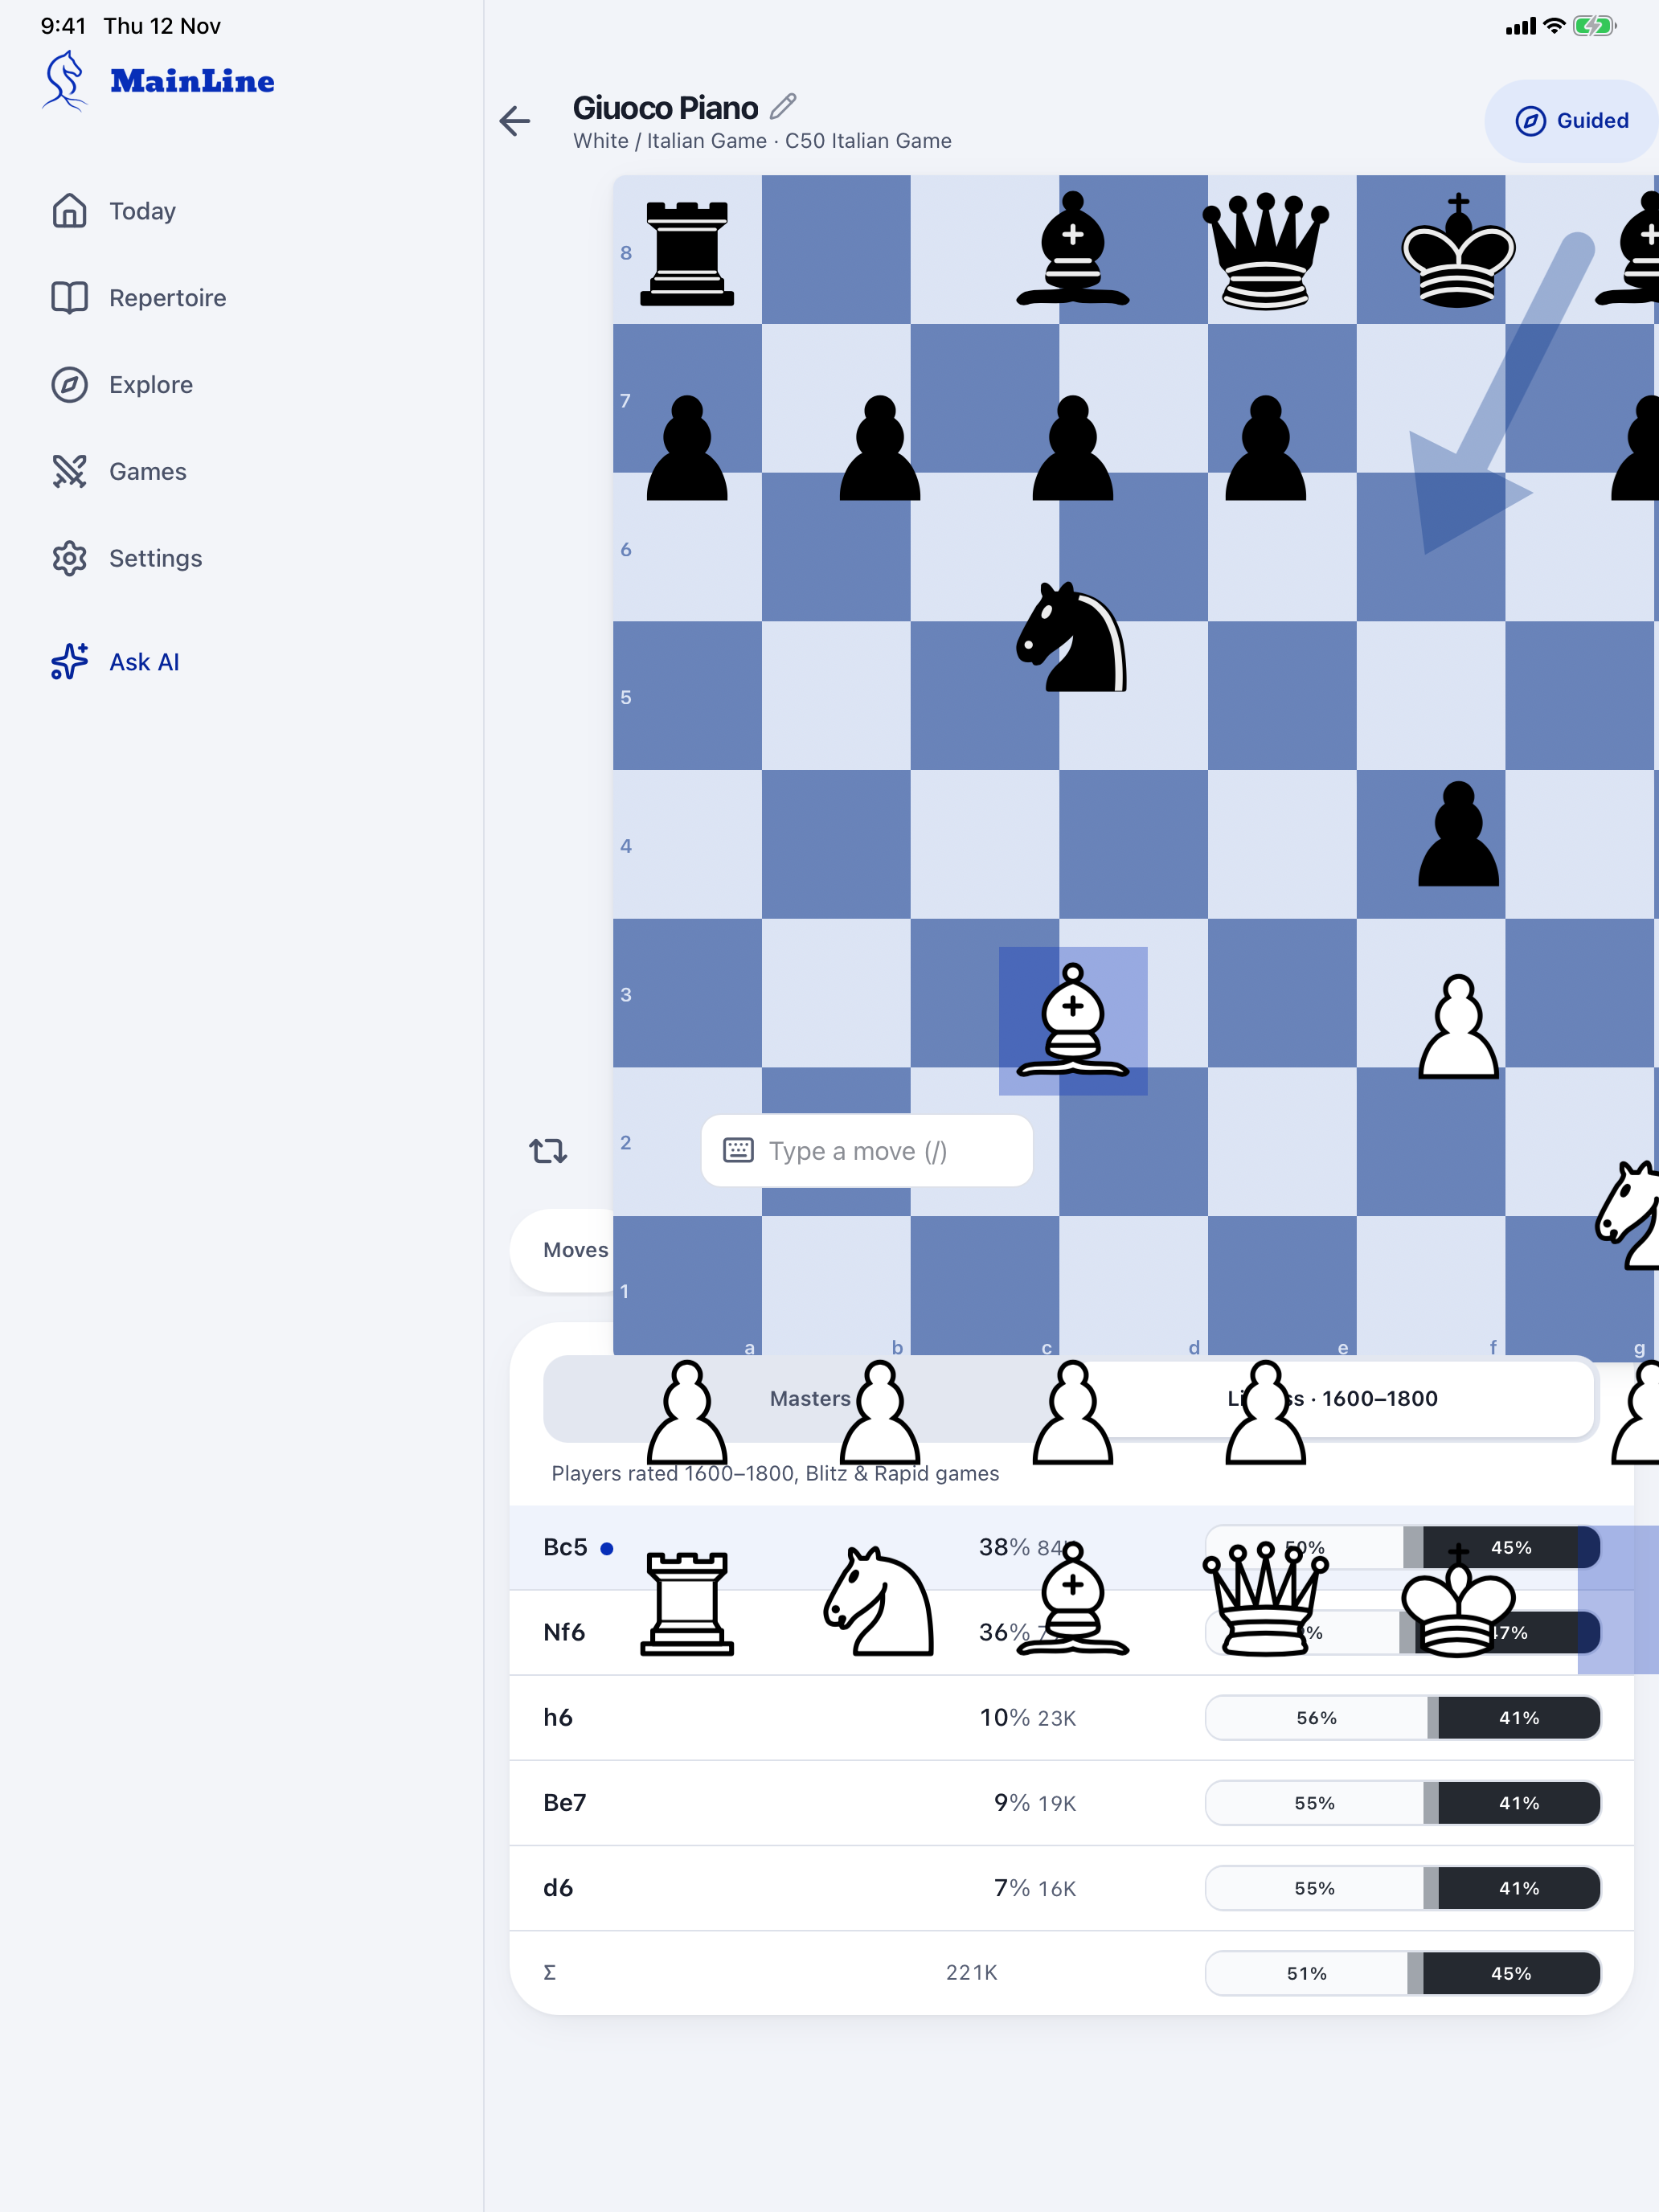 9:41 Thu 12 Nov
MainLine
Today
Repertoire
Explore
Games
Settings
Ask AI
Giuoco Piano
White / Italian Game · C50 Italian Game
Guided
8
7
6
5
4
3
2
1
a b c d e f g
Type a move (/)
Moves
Masters
· 1600–1800
Players rated 1600–1800, Blitz & Rapid games
Bc5 38% 45%
Nf6 36%
h6 10% 23K 56% 41%
Be7 9% 19K 55% 41%
d6 7% 16K 55% 41%
Σ 221K 51% 45%